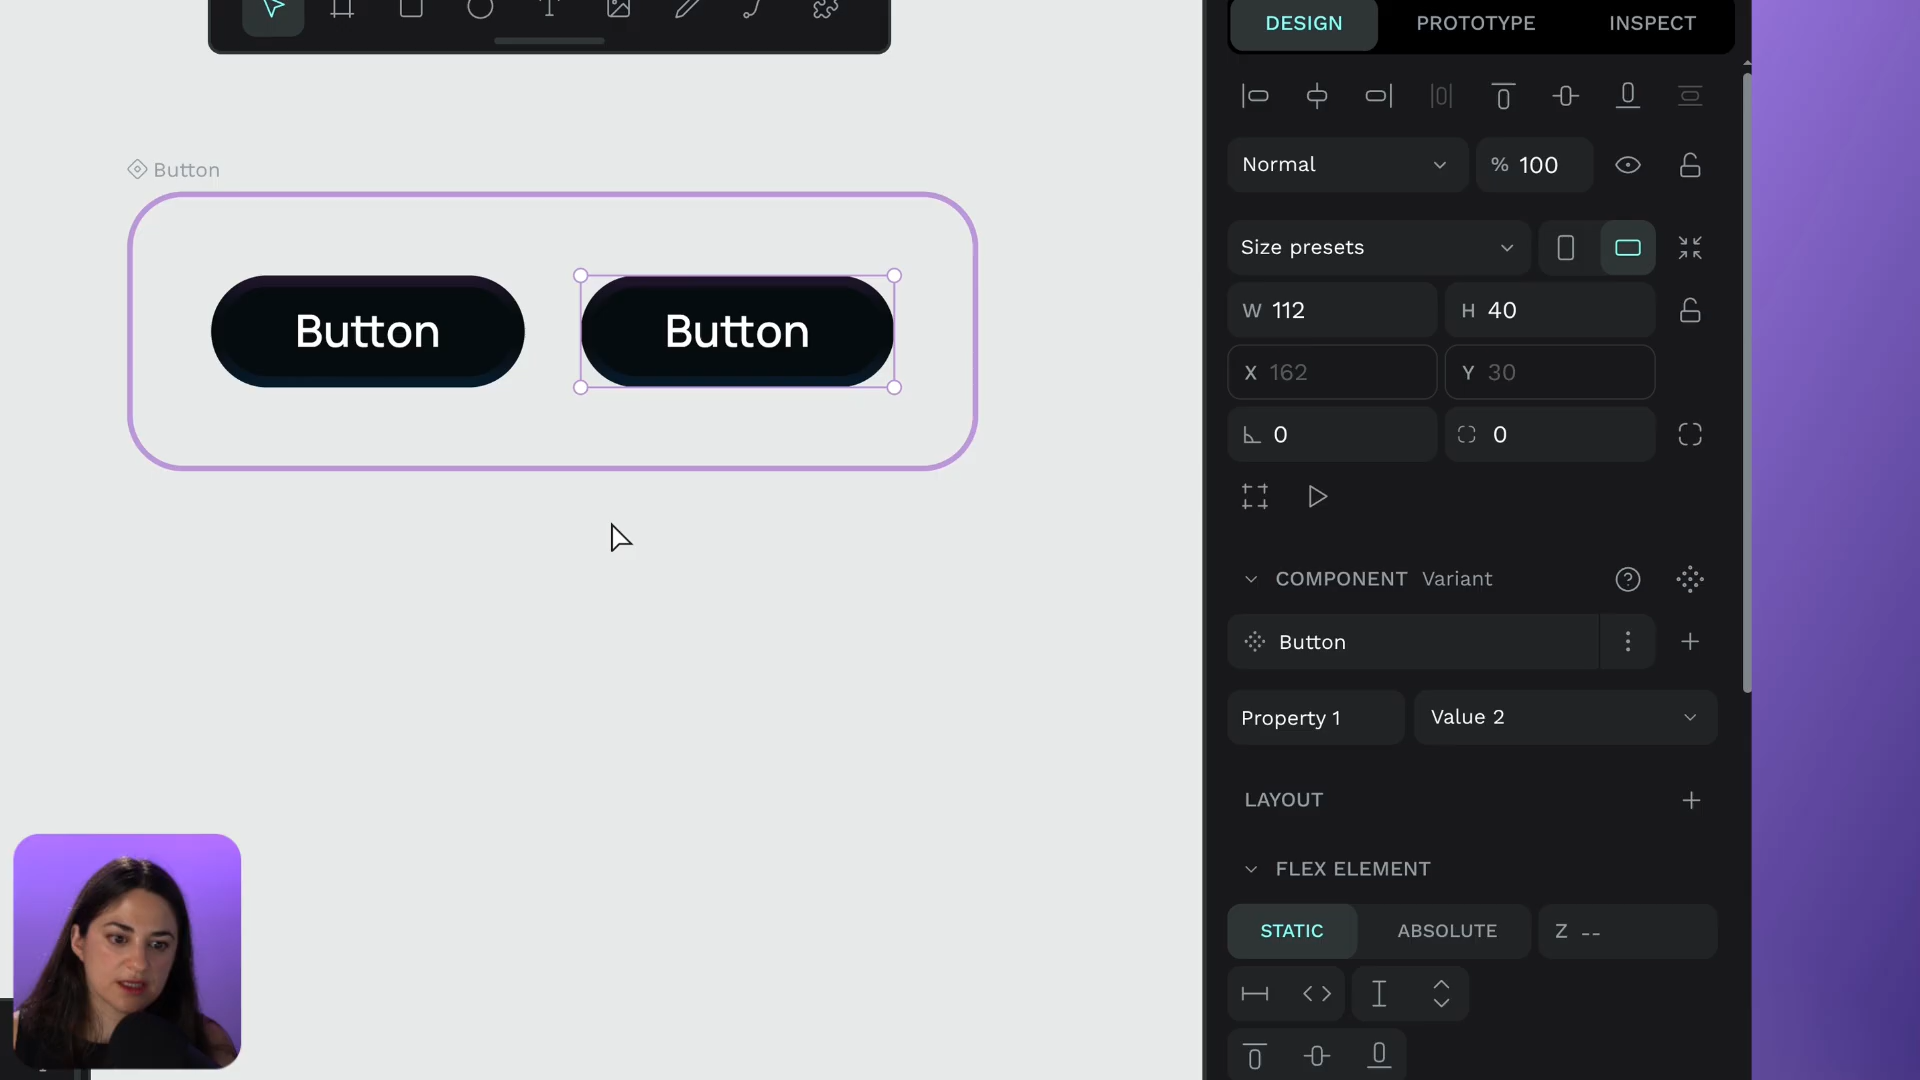 DESIGN PROTOTYPE INSPECT
Normal % 100
Button
Size presets
W 112 H 40
Button Button
X 162 Y 30
0 0
COMPONENT Variant
Button
Property 1 Value 2
LAYOUT
FLEX ELEMENT
STATIC ABSOLUTE Z --